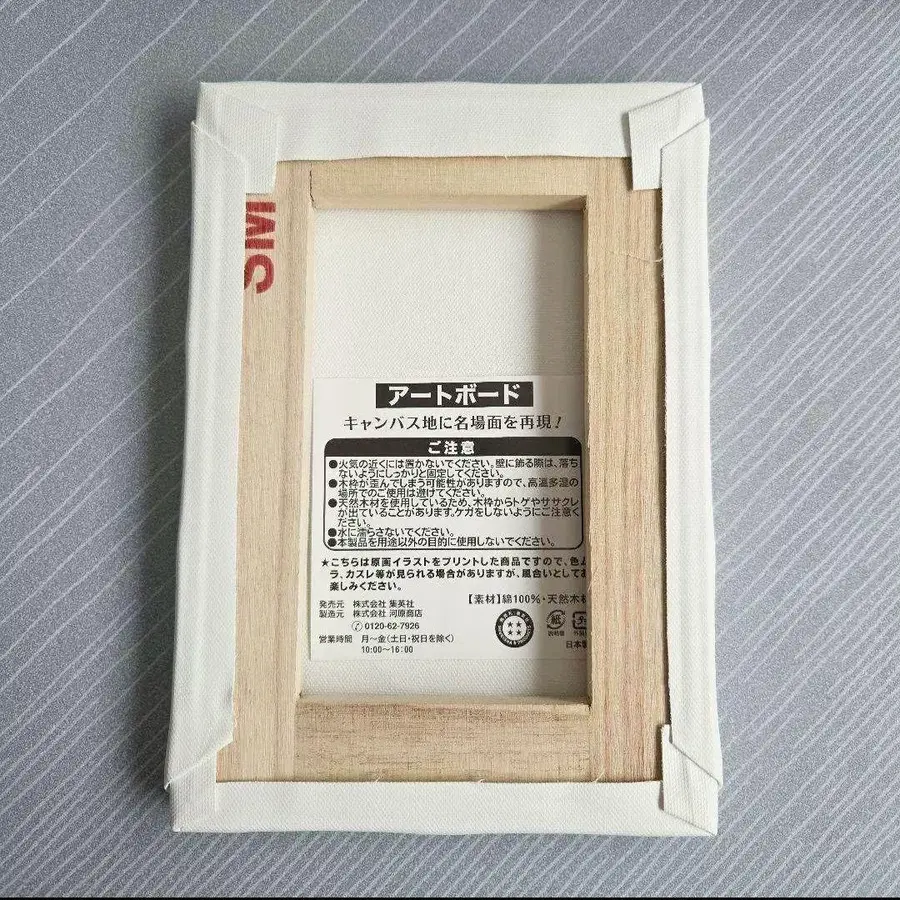 SM
アートボード
キャンバス地に名場面を再現!
ご注意
●火気の近くには置かないでください。壁に飾る際は、落ち
ないようにしっかりと固定してください。
●木枠が歪んでしまう可能性がありますので、高温多湿の
場所でのご使用は避けてください。
●天然木材を使用しているため、木枠からトゲやササクレ
が出ていることがあります。ケガをしないようにご注意く
ださい。
●水に濡らさないでください。
●本製品を用途以外の目的に使用しないでください。
★こちらは原画イラストをプリントした商品ですので、色ム
ラ、カズレ等が見られる場合がありますが、風合いとしてお
楽しみください。
【素材】綿100%・天然木材
発売元 株式会社 集英社
製造元 株式会社 河原商店
0120-62-7926
営業時間 月〜金(土日・祝日を除く)
10:00〜16:00
紙
日本製